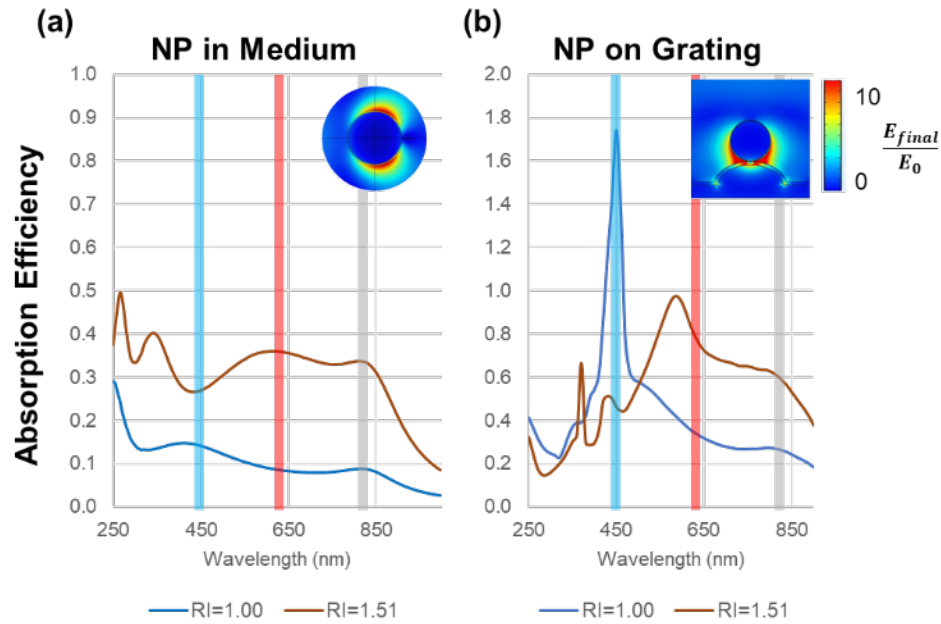 (a)
NP in Medium
(b)
NP on Grating
Absorption Efficiency
1.0
0.9
0.8
0.7
0.6
0.5
0.4
0.3
0.2
0.1
0.0
250 450 650 850
Wavelength (nm)
RI=1.00 RI=1.51
2.0
1.8
1.6
1.4
1.2
1.0
0.8
0.6
0.4
0.2
0.0
250 450 650 850
Wavelength (nm)
RI=1.00 RI=1.51
10
0
E_final
E_0